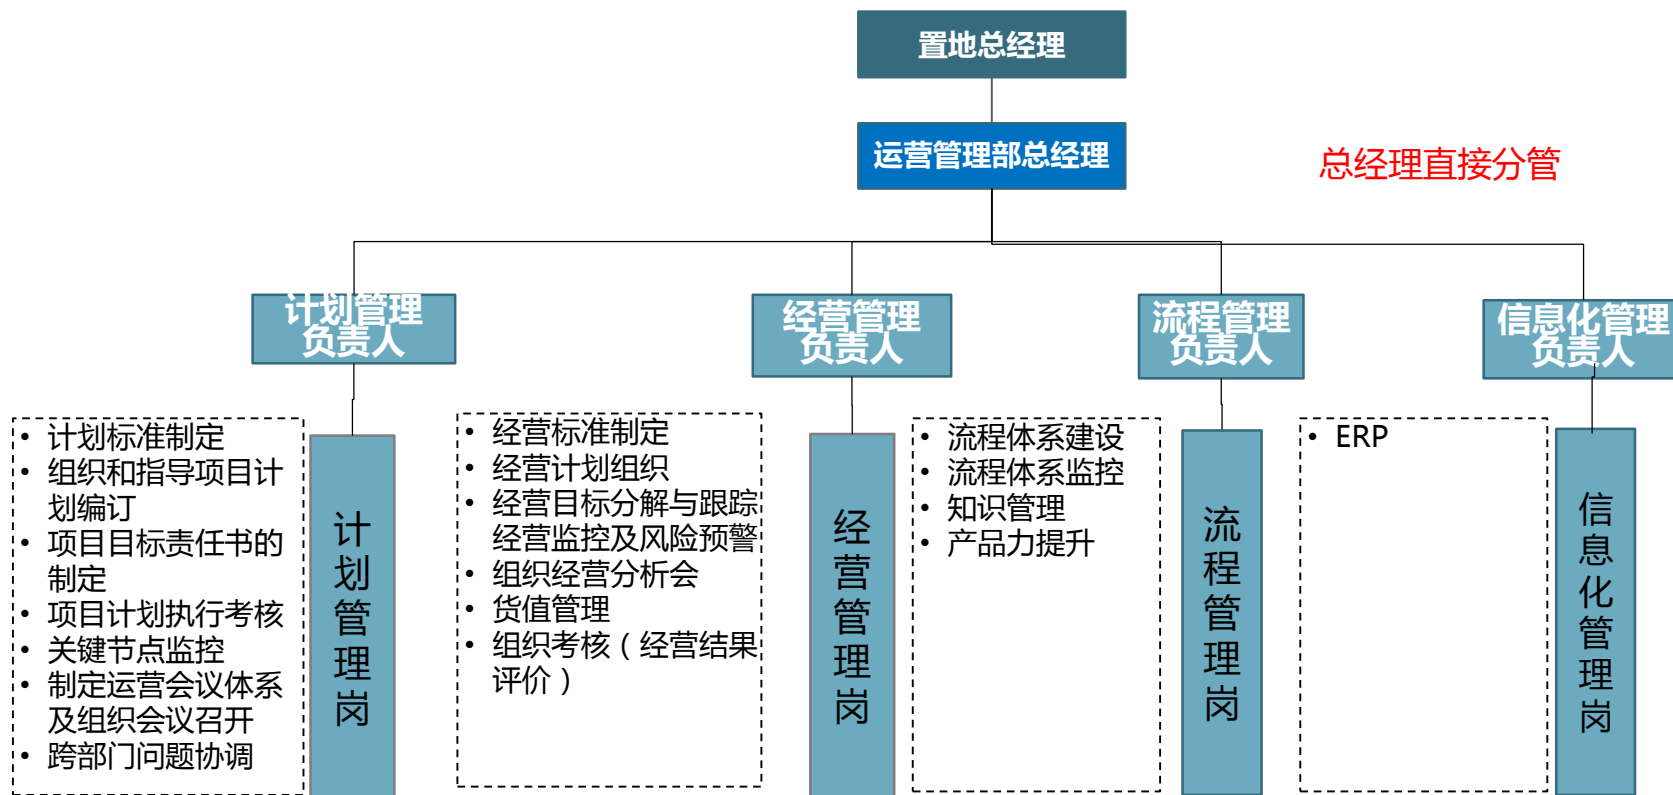 置地总经理
运营管理部总经理
总经理直接分管
计划管理
负责人
经营管理
负责人
流程管理
负责人
信息化管理
负责人
• 计划标准制定
• 组织和指导项目计
划编订
• 项目目标责任书的
制定
• 项目计划执行考核
• 关键节点监控
• 制定运营会议体系
及组织会议召开
• 跨部门问题协调
计划管理岗
• 经营标准制定
• 经营计划组织
• 经营目标分解与跟踪
经营监控及风险预警
• 组织经营分析会
• 货值管理
• 组织考核（经营结果
评价）
经营管理岗
• 流程体系建设
• 流程体系监控
• 知识管理
• 产品力提升
流程管理岗
• ERP
信息化管理岗